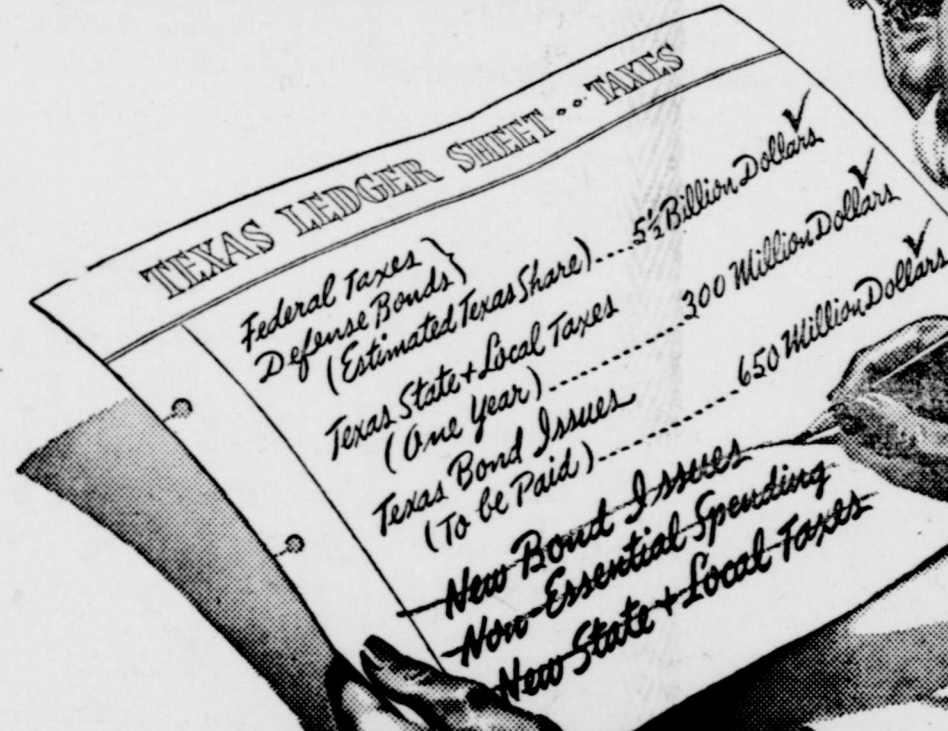 TEXAS LEDGER SHEET . . TAXES
Federal Taxes }
Defense Bonds }
(Estimated Texas Share) .... 5½ Billion Dollars ✓
Texas State + Local Taxes
(One Year) ........ 300 Million Dollars ✓
Texas Bond Issues
(To be Paid) ........ 650 Million Dollars ✓
New Bond Issues
Non-Essential Spending
New State + Local Taxes